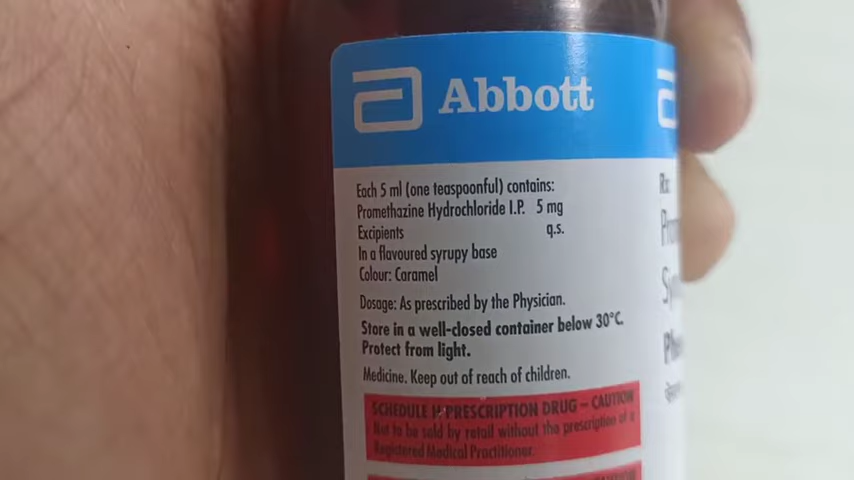 Abbott
Each 5 ml (one teaspoonful) contains:
Promethazine Hydrochloride I.P. 5 mg
Excipients q.s.
In a flavoured syrupy base
Colour: Caramel
Dosage: As prescribed by the Physician.
Store in a well-closed container below 30°C.
Protect from light.
Medicine. Keep out of reach of children.
SCHEDULE H PRESCRIPTION DRUG – CAUTION
Not to be sold by retail without the prescription of a
Registered Medical Practitioner.